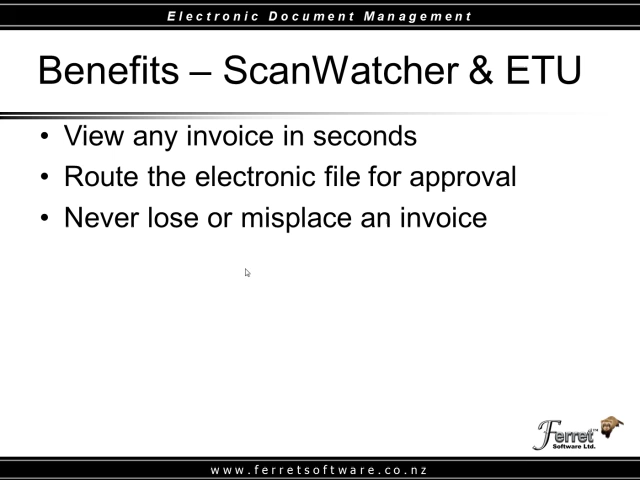 Electronic Document Management
Benefits – ScanWatcher & ETU
• View any invoice in seconds
• Route the electronic file for approval
• Never lose or misplace an invoice
Ferret™
Software Ltd.
www.ferretsoftware.co.nz